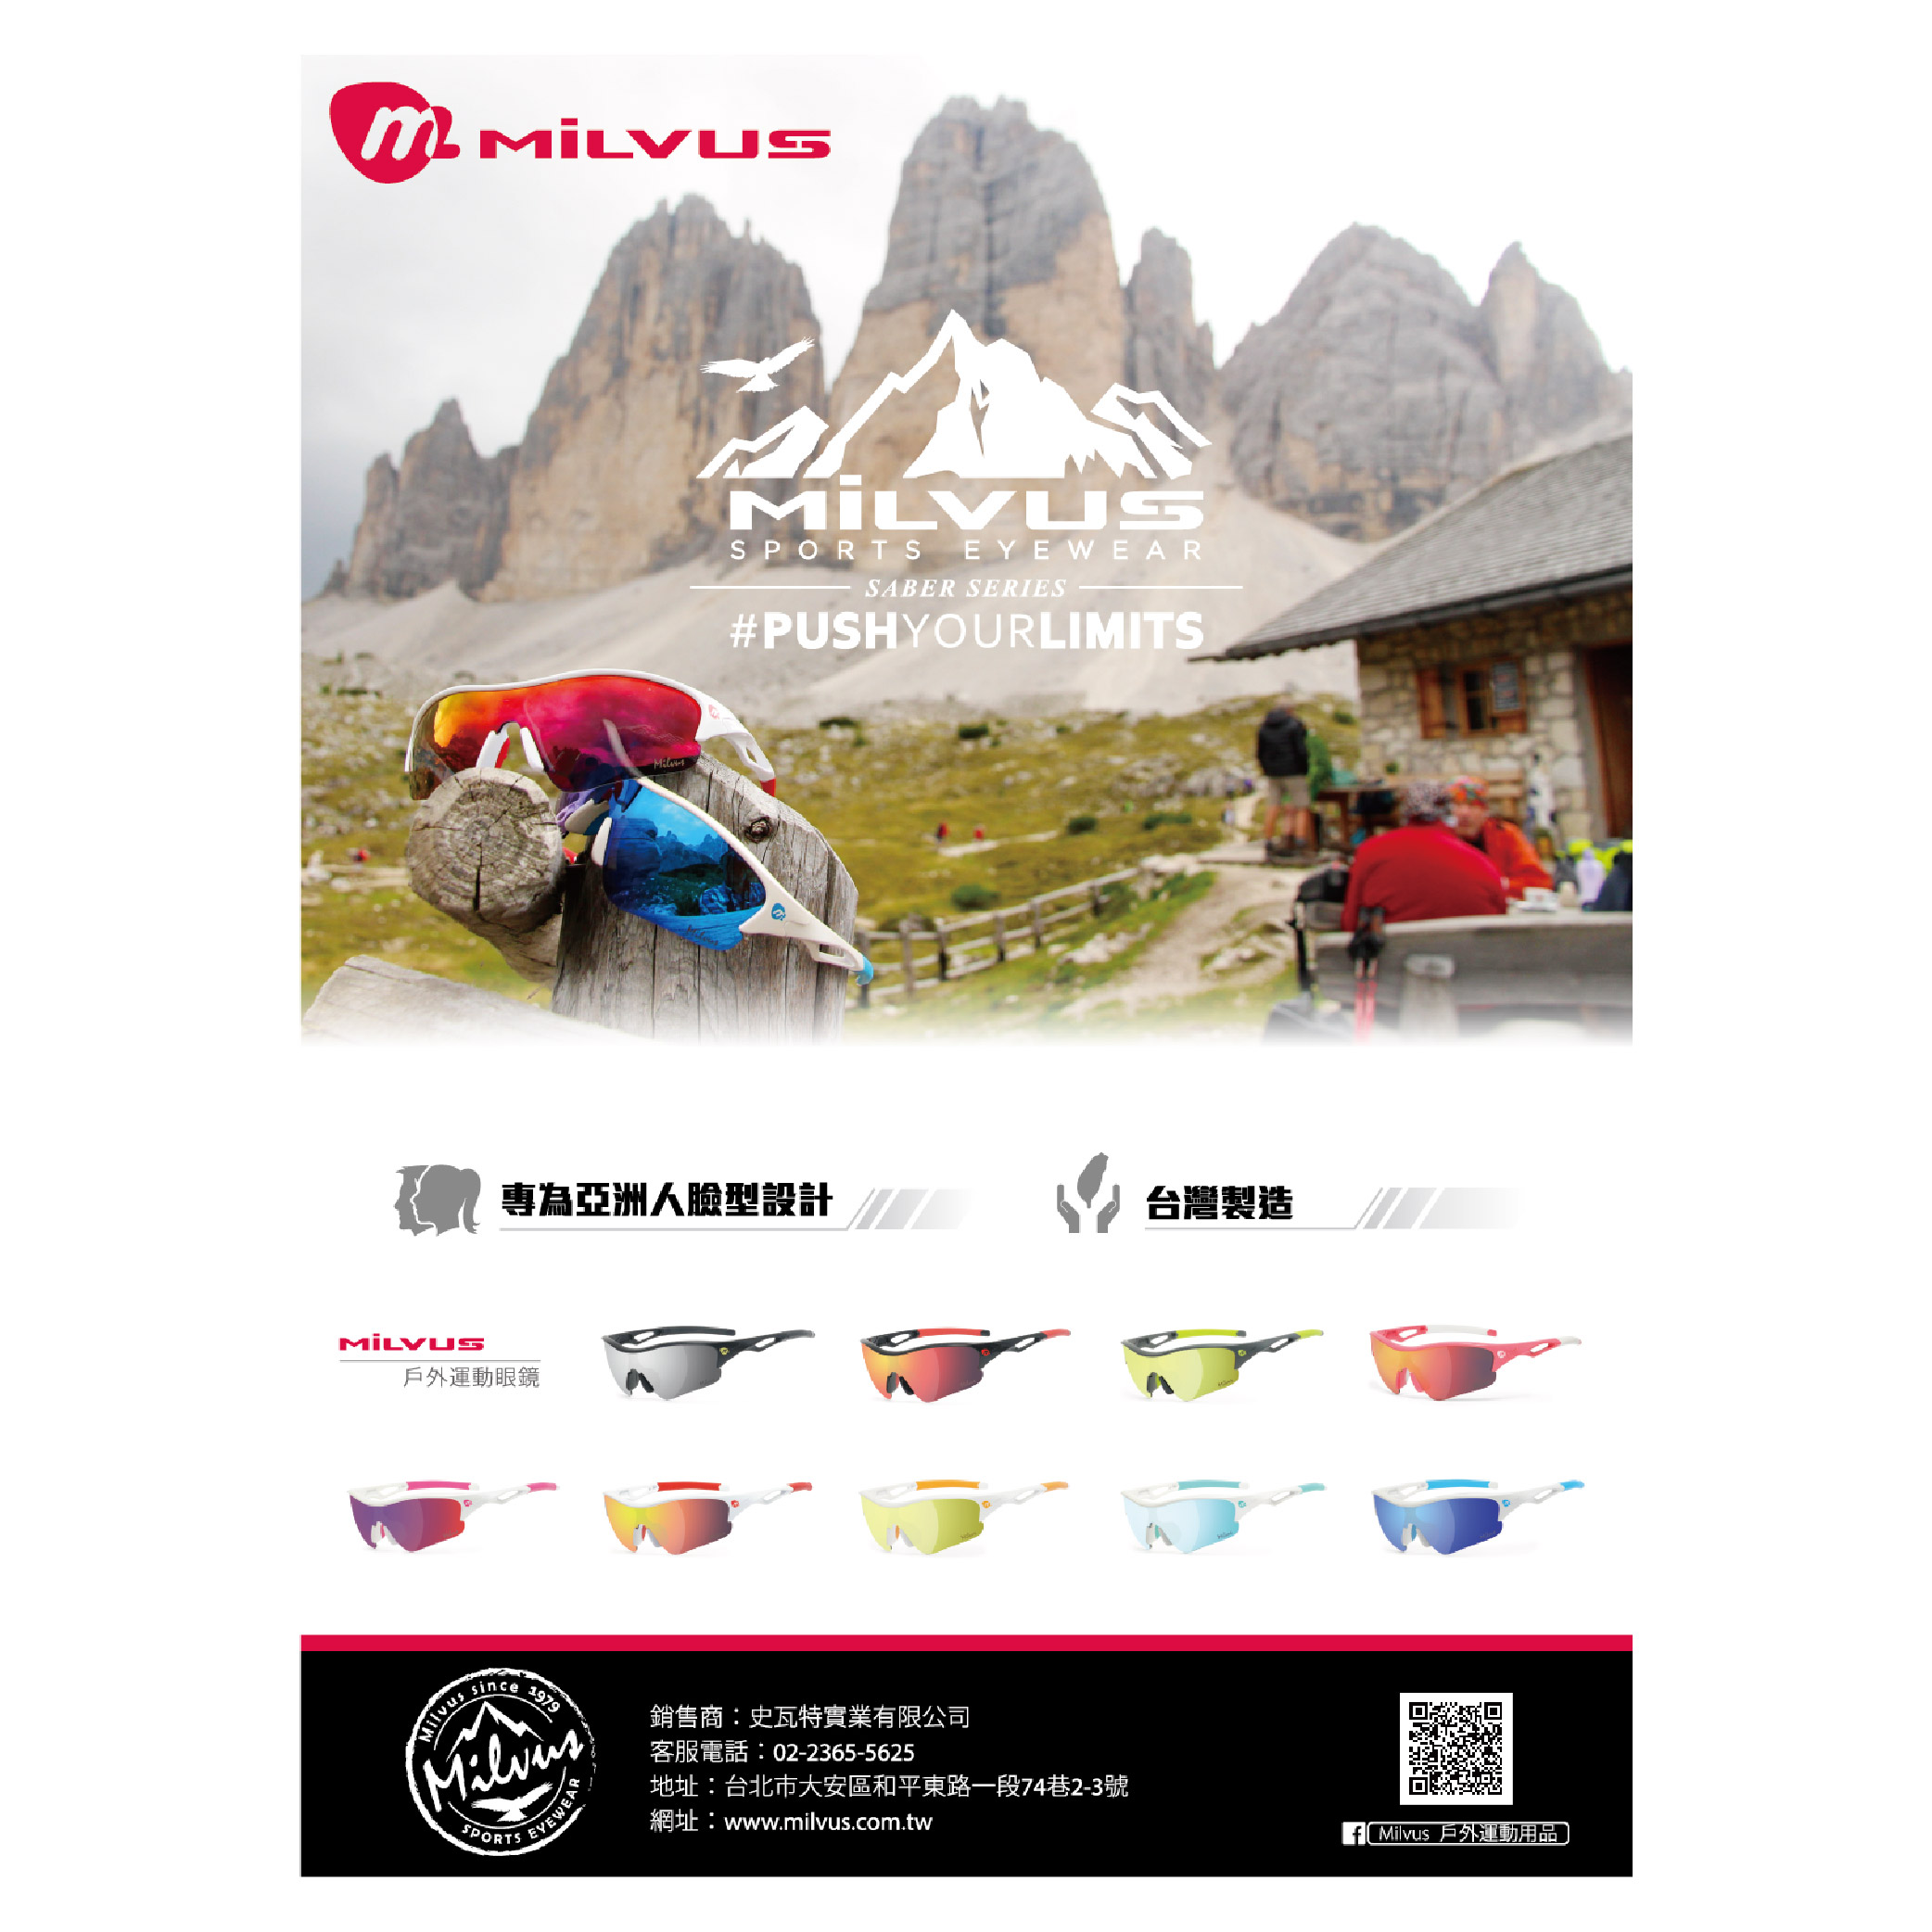 m MiLVUS
MiLVUS
SPORTS EYEWEAR
SABER SERIES
#PUSHYOURLIMITS
Milvus
Milvus
專為亞洲人臉型設計
台灣製造
MiLVUS
戶外運動眼鏡
Milvus since 1979
Milvus
SPORTS EYEWEAR
銷售商：史瓦特實業有限公司
客服電話：02-2365-5625
地址：台北市大安區和平東路一段74巷2-3號
網址：www.milvus.com.tw
f Milvus 戶外運動用品